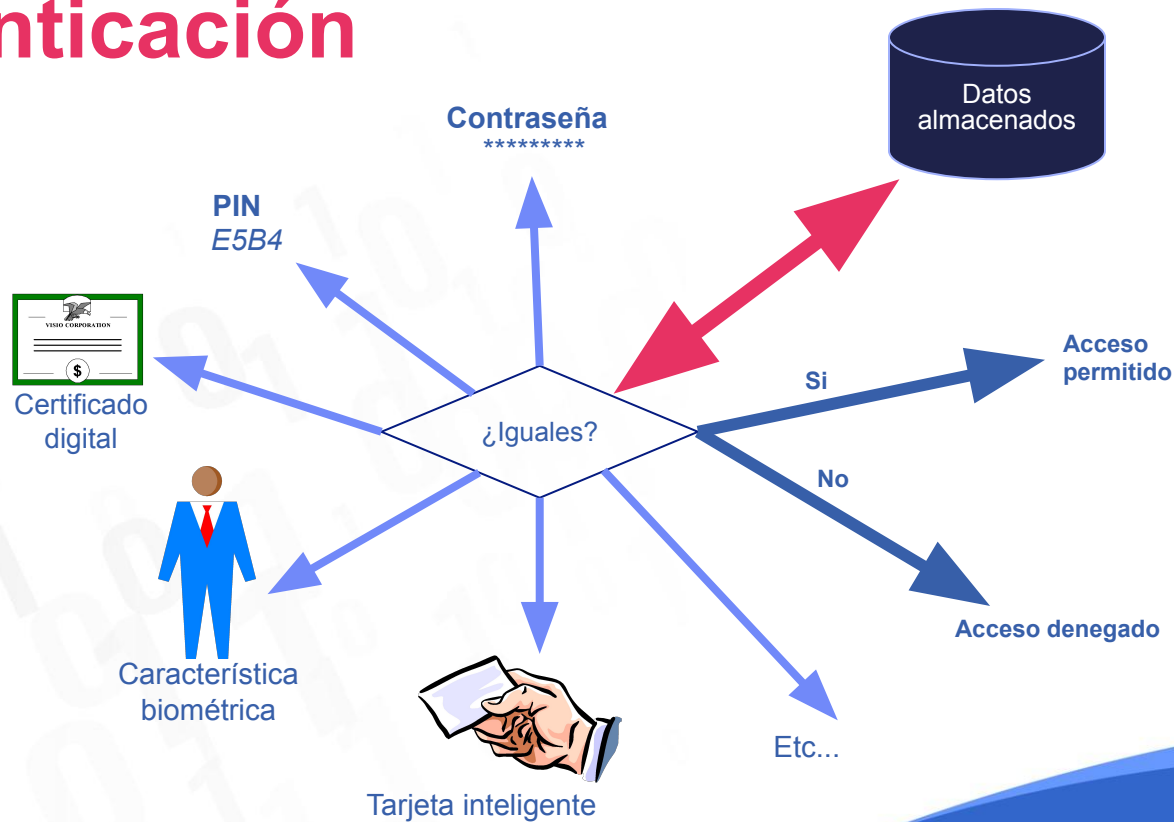 nticación
Datos
almacenados
Contraseña
*********
PIN
E5B4
VISIO CORPORATION
$
Certificado
digital
¿Iguales?
Si
Acceso
permitido
No
Acceso denegado
Característica
biométrica
Etc...
Tarjeta inteligente